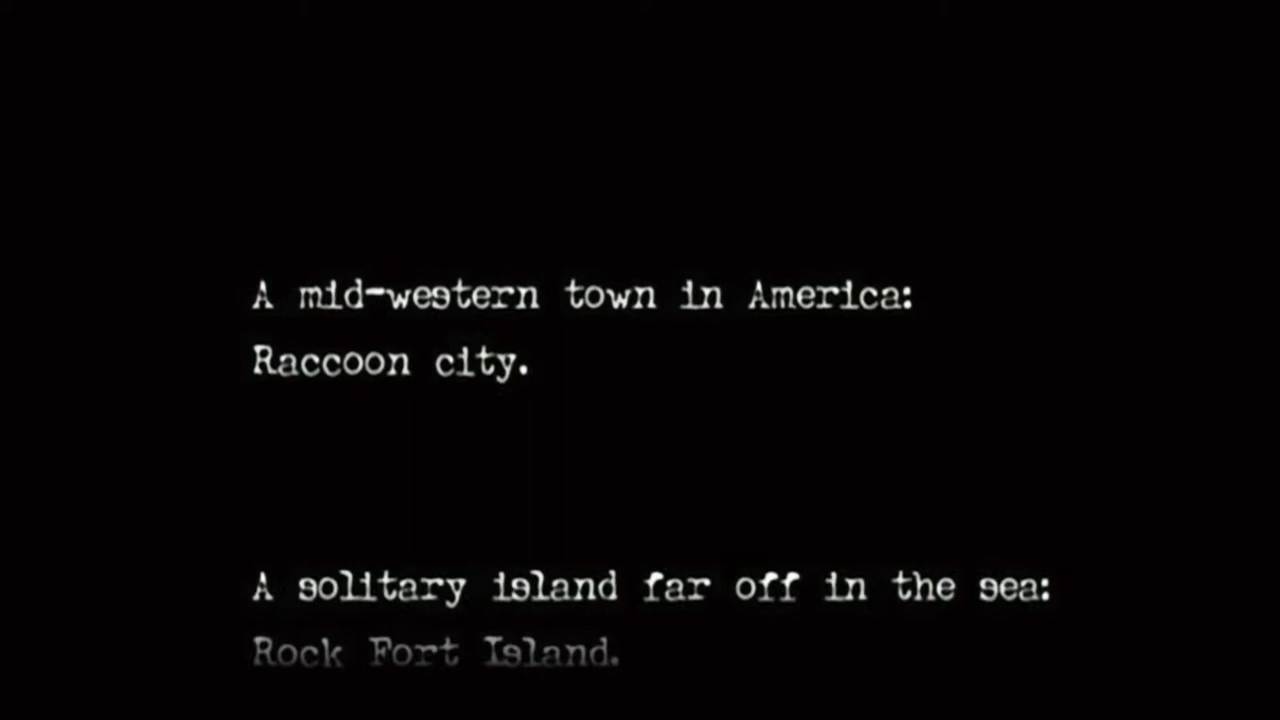 A mid-western town in America:
Raccoon city.
A solitary island far off in the sea:
Rock Fort Island.